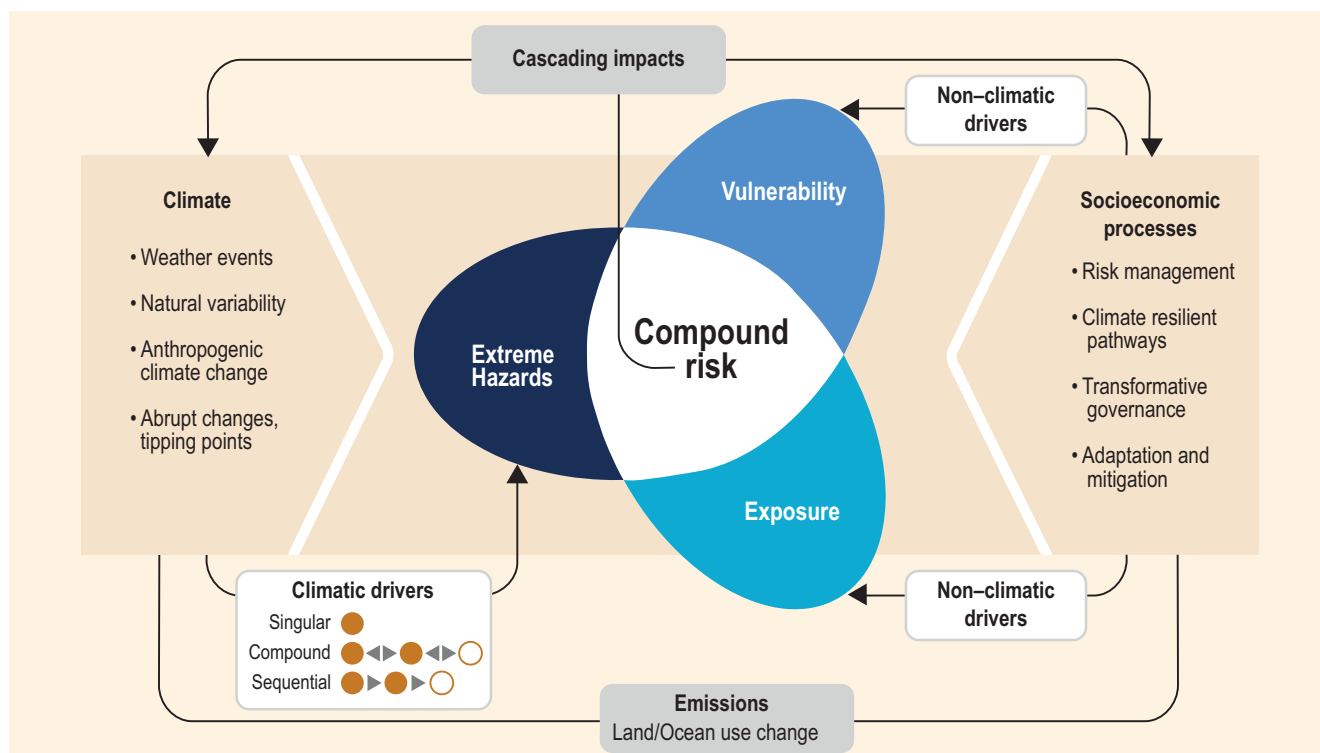 Cascading impacts
Non–climatic
drivers
Climate
• Weather events
• Natural variability
• Anthropogenic
climate change
• Abrupt changes,
tipping points
Vulnerability
Extreme
Hazards
Compound
risk
Exposure
Socioeconomic
processes
• Risk management
• Climate resilient
pathways
• Transformative
governance
• Adaptation and
mitigation
Climatic drivers
Singular
Compound
Sequential
Non–climatic
drivers
Emissions
Land/Ocean use change